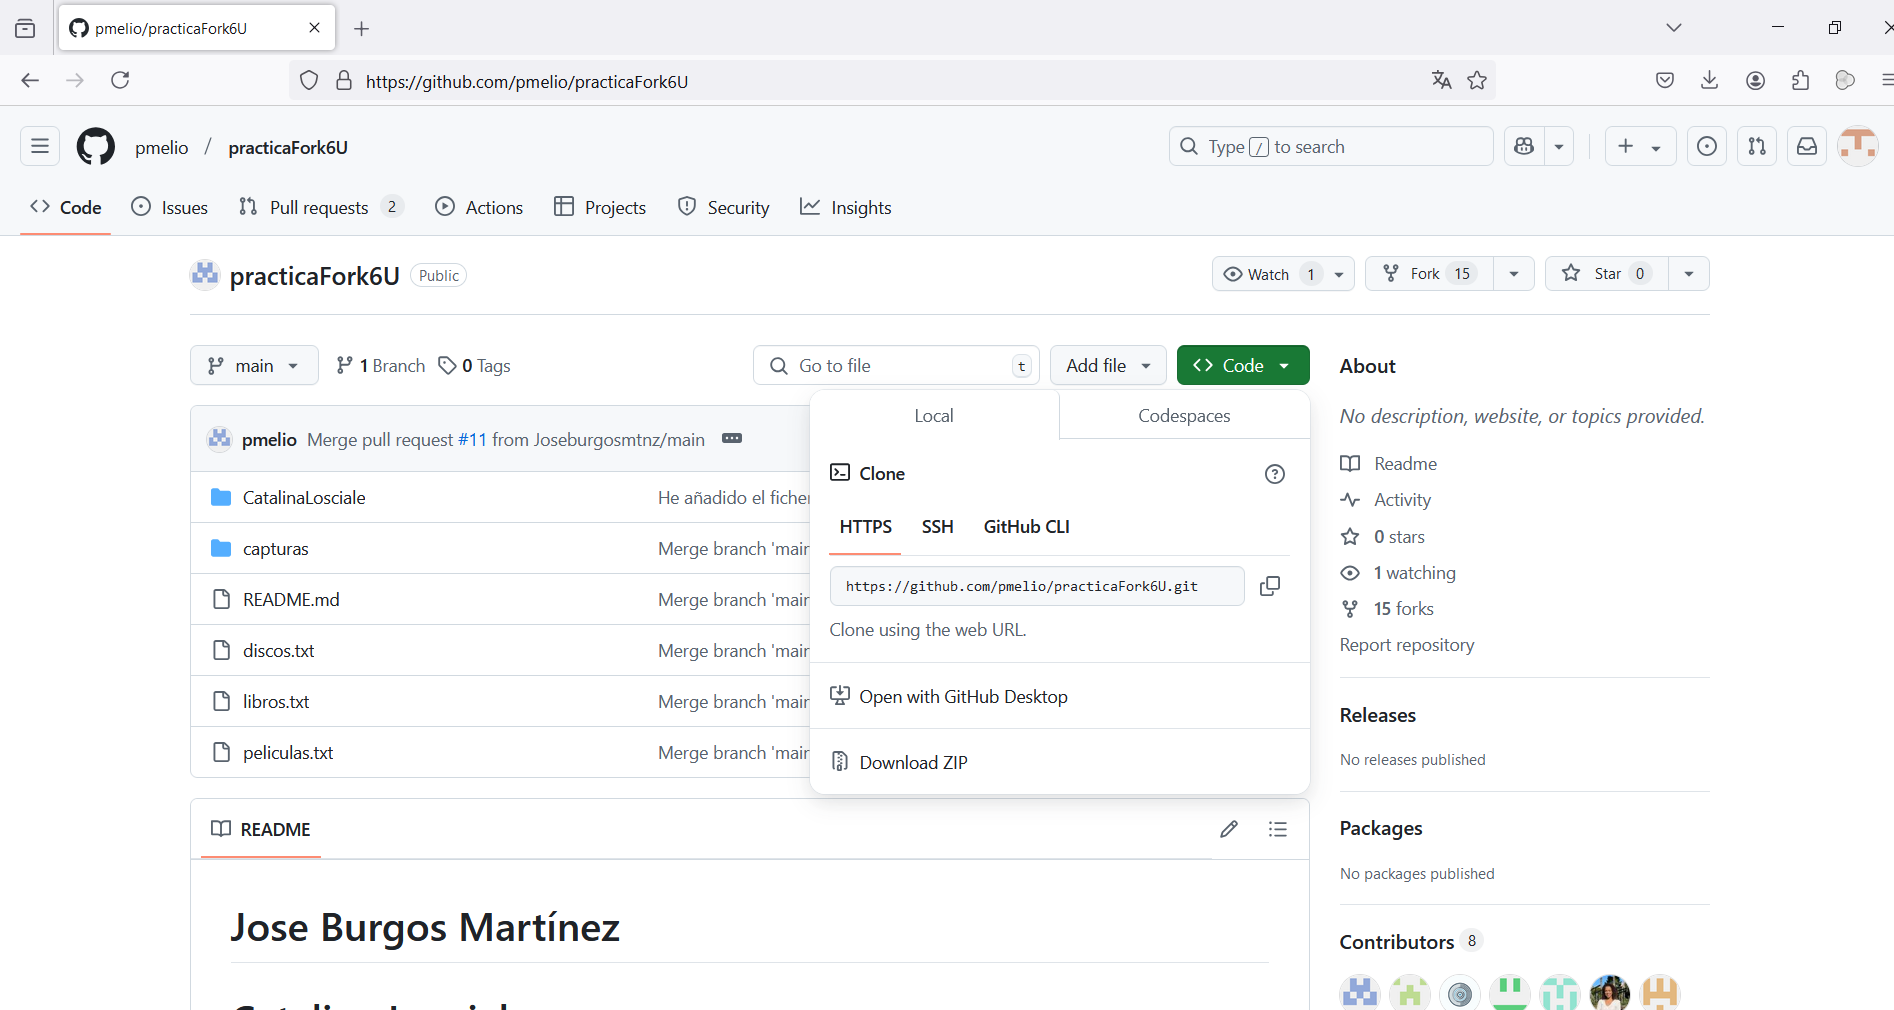 pmelio/practicaFork6U
https://github.com/pmelio/practicaFork6U
pmelio / practicaFork6U
Type / to search
Code
Issues
Pull requests 2
Actions
Projects
Security
Insights
practicaFork6U Public
Watch 1
Fork 15
Star 0
main
1 Branch
0 Tags
Go to file t
Add file
Code
pmelio Merge pull request #11 from Joseburgosmtnz/main
CatalinaLosciale He añadido el ficher
capturas Merge branch 'main
README.md Merge branch 'main
discos.txt Merge branch 'main
libros.txt Merge branch 'main
peliculas.txt Merge branch 'main
Local
Codespaces
Clone
HTTPS SSH GitHub CLI
https://github.com/pmelio/practicaFork6U.git
Clone using the web URL.
Open with GitHub Desktop
Download ZIP
README
Jose Burgos Martínez
About
No description, website, or topics provided.
Readme
Activity
0 stars
1 watching
15 forks
Report repository
Releases
No releases published
Packages
No packages published
Contributors 8